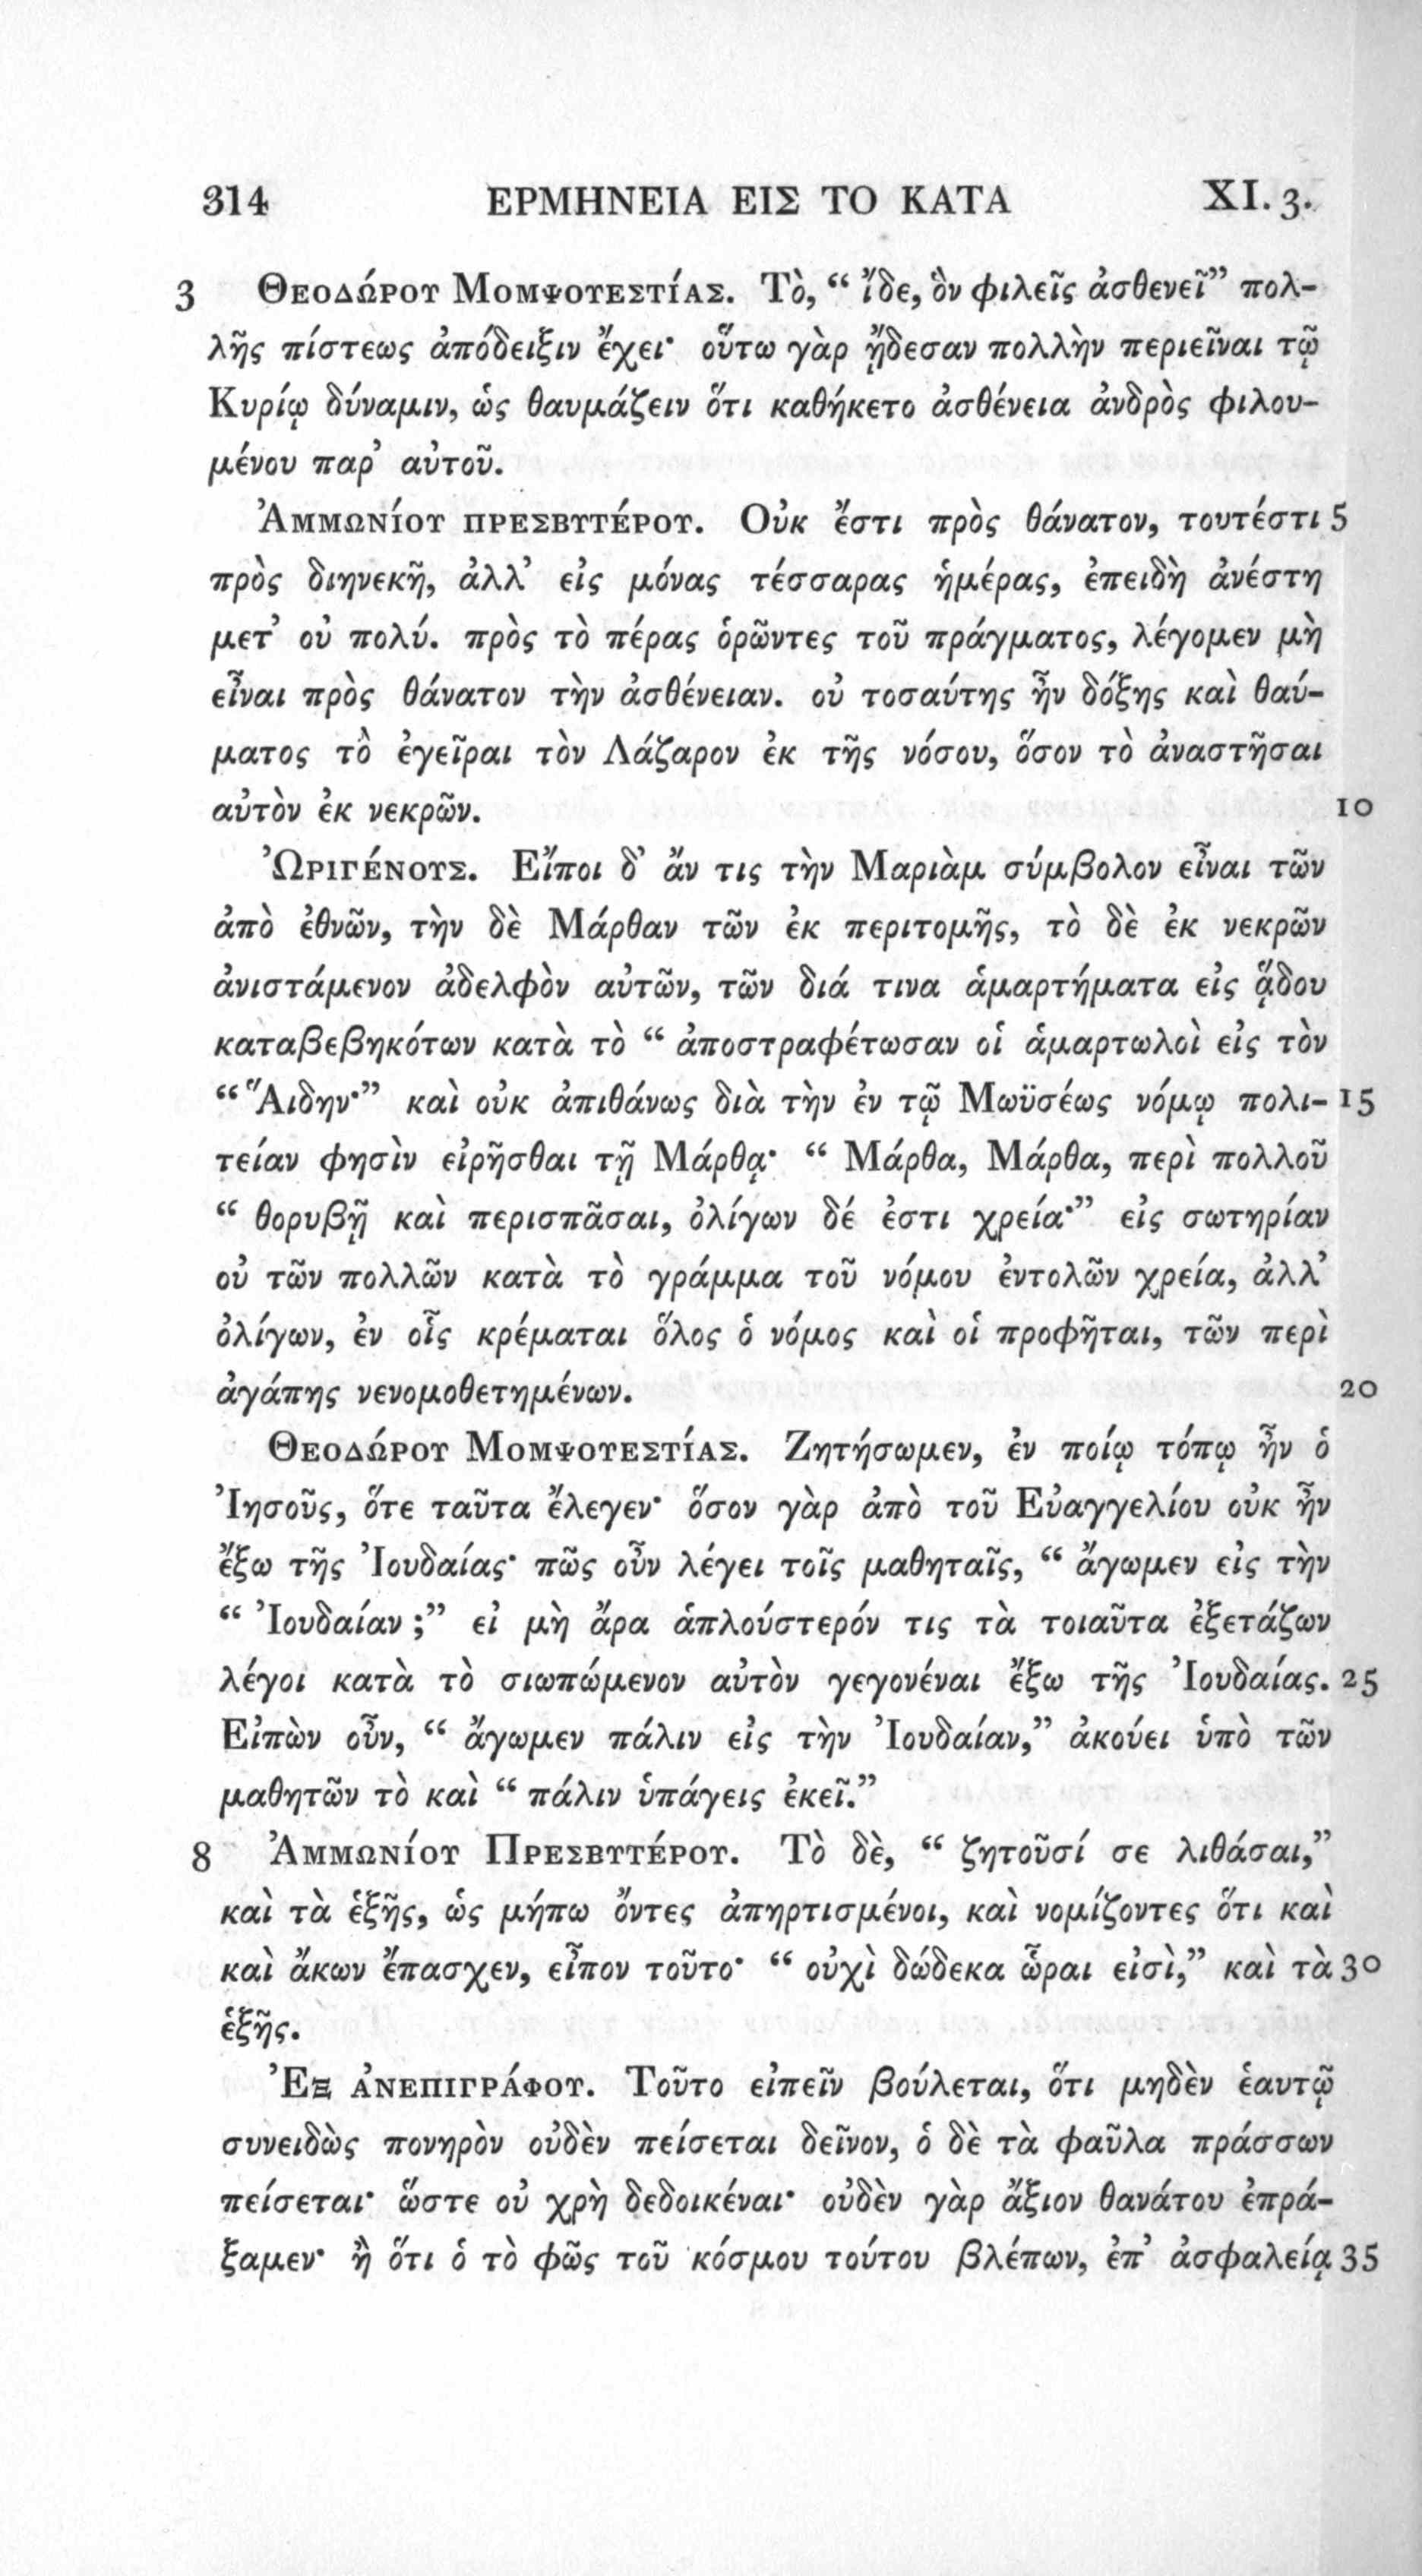 314 ΕΡΜΗΝΕΙΑ ΕΙΣ ΤΟ ΚΑΤΑ XI. 3.
3 Θεοδώρου Μομψουεστίας. Τὸ, “ ἴδε, ὃν φιλεῖς ἀσθενεῖ” πολ-
λῆς πίστεως ἀπόδειξιν ἔχει· οὕτω γὰρ ᾔδεσαν πολλὴν περιεῖναι τῷ
Κυρίῳ δύναμιν, ὡς θαυμάζειν ὅτι καθήκετο ἀσθένεια ἀνδρὸς φιλου-
μένου παρ’ αὐτοῦ.
Ἀμμωνίου πρεσβυτέρου. Οὐκ ἔστι πρὸς θάνατον, τουτέστι 5
πρὸς διηνεκῆ, ἀλλ’ εἰς μόνας τέσσαρας ἡμέρας, ἐπειδὴ ἀνέστη
μετ’ οὐ πολύ. πρὸς τὸ πέρας ὁρῶντες τοῦ πράγματος, λέγομεν μὴ
εἶναι πρὸς θάνατον τὴν ἀσθένειαν. οὐ τοσαύτης ἦν δόξης καὶ θαύ-
ματος τὸ ἐγεῖραι τὸν Λάζαρον ἐκ τῆς νόσου, ὅσον τὸ ἀναστῆσαι
αὐτὸν ἐκ νεκρῶν. 10
Ὠριγένους. Εἴποι δ’ ἄν τις τὴν Μαριὰμ σύμβολον εἶναι τῶν
ἀπὸ ἐθνῶν, τὴν δὲ Μάρθαν τῶν ἐκ περιτομῆς, τὸ δὲ ἐκ νεκρῶν
ἀνιστάμενον ἀδελφὸν αὐτῶν, τῶν διά τινα ἁμαρτήματα εἰς ᾅδου
καταβεβηκότων κατὰ τὸ “ ἀποστραφέτωσαν οἱ ἁμαρτωλοὶ εἰς τὸν
“ Ἅιδην·” καὶ οὐκ ἀπιθάνως διὰ τὴν ἐν τῷ Μωϋσέως νόμῳ πολι- 15
τείαν φησὶν εἰρῆσθαι τῇ Μάρθᾳ· “ Μάρθα, Μάρθα, περὶ πολλοῦ
“ θορυβῇ καὶ περισπᾶσαι, ὀλίγων δέ ἐστι χρεία·” εἰς σωτηρίαν
οὐ τῶν πολλῶν κατὰ τὸ γράμμα τοῦ νόμου ἐντολῶν χρεία, ἀλλ’
ὀλίγων, ἐν οἷς κρέμαται ὅλος ὁ νόμος καὶ οἱ προφῆται, τῶν περὶ
ἀγάπης νενομοθετημένων. 20
Θεοδώρου Μομψουεστίας. Ζητήσωμεν, ἐν ποίῳ τόπῳ ἦν ὁ
Ἰησοῦς, ὅτε ταῦτα ἔλεγεν· ὅσον γὰρ ἀπὸ τοῦ Εὐαγγελίου οὐκ ἦν
ἔξω τῆς Ἰουδαίας· πῶς οὖν λέγει τοῖς μαθηταῖς, “ ἄγωμεν εἰς τὴν
“ Ἰουδαίαν ;” εἰ μὴ ἄρα ἁπλούστερόν τις τὰ τοιαῦτα ἐξετάζων
λέγοι κατὰ τὸ σιωπώμενον αὐτὸν γεγονέναι ἔξω τῆς Ἰουδαίας. 25
Εἰπὼν οὖν, “ ἄγωμεν πάλιν εἰς τὴν Ἰουδαίαν,” ἀκούει ὑπὸ τῶν
μαθητῶν τὸ καὶ “ πάλιν ὑπάγεις ἐκεῖ.”
8 Ἀμμωνίου Πρεσβυτέρου. Τὸ δὲ, “ ζητοῦσί σε λιθάσαι,”
καὶ τὰ ἑξῆς, ὡς μήπω ὄντες ἀπηρτισμένοι, καὶ νομίζοντες ὅτι καὶ
καὶ ἄκων ἔπασχεν, εἶπον τοῦτο· “ οὐχὶ δώδεκα ὧραι εἰσὶ,” καὶ τὰ 30
ἑξῆς.
Ἐξ ἀνεπιγράφου. Τοῦτο εἰπεῖν βούλεται, ὅτι μηδὲν ἑαυτῷ
συνειδὼς πονηρὸν οὐδὲν πείσεται δεῖνον, ὁ δὲ τὰ φαῦλα πράσσων
πείσεται· ὥστε οὐ χρὴ δεδοικέναι· οὐδὲν γὰρ ἄξιον θανάτου ἐπρά-
ξαμεν· ἢ ὅτι ὁ τὸ φῶς τοῦ κόσμου τούτου βλέπων, ἐπ’ ἀσφαλείᾳ 35